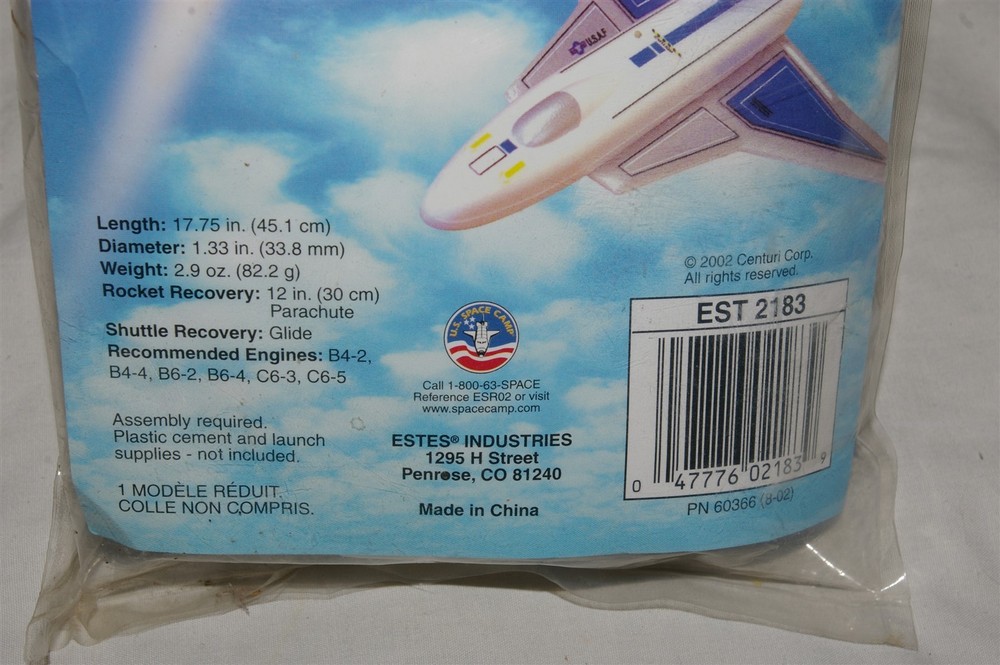 U.S.A.F
Length: 17.75 in. (45.1 cm)
Diameter: 1.33 in. (33.8 mm)
Weight: 2.9 oz. (82.2 g)
Rocket Recovery: 12 in. (30 cm)
Parachute
Shuttle Recovery: Glide
Recommended Engines: B4-2,
B4-4, B6-2, B6-4, C6-3, C6-5
Assembly required.
Plastic cement and launch
supplies - not included.
1 MODÈLE RÉDUIT.
COLLE NON COMPRIS.
U.S. SPACE CAMP
Call 1-800-63-SPACE
Reference ESR02 or visit
www.spacecamp.com
ESTES® INDUSTRIES
1295 H Street
Penrose, CO 81240
Made in China
© 2002 Centuri Corp.
All rights reserved.
EST 2183
0 47776 02183 9
PN 60366 (8-02)